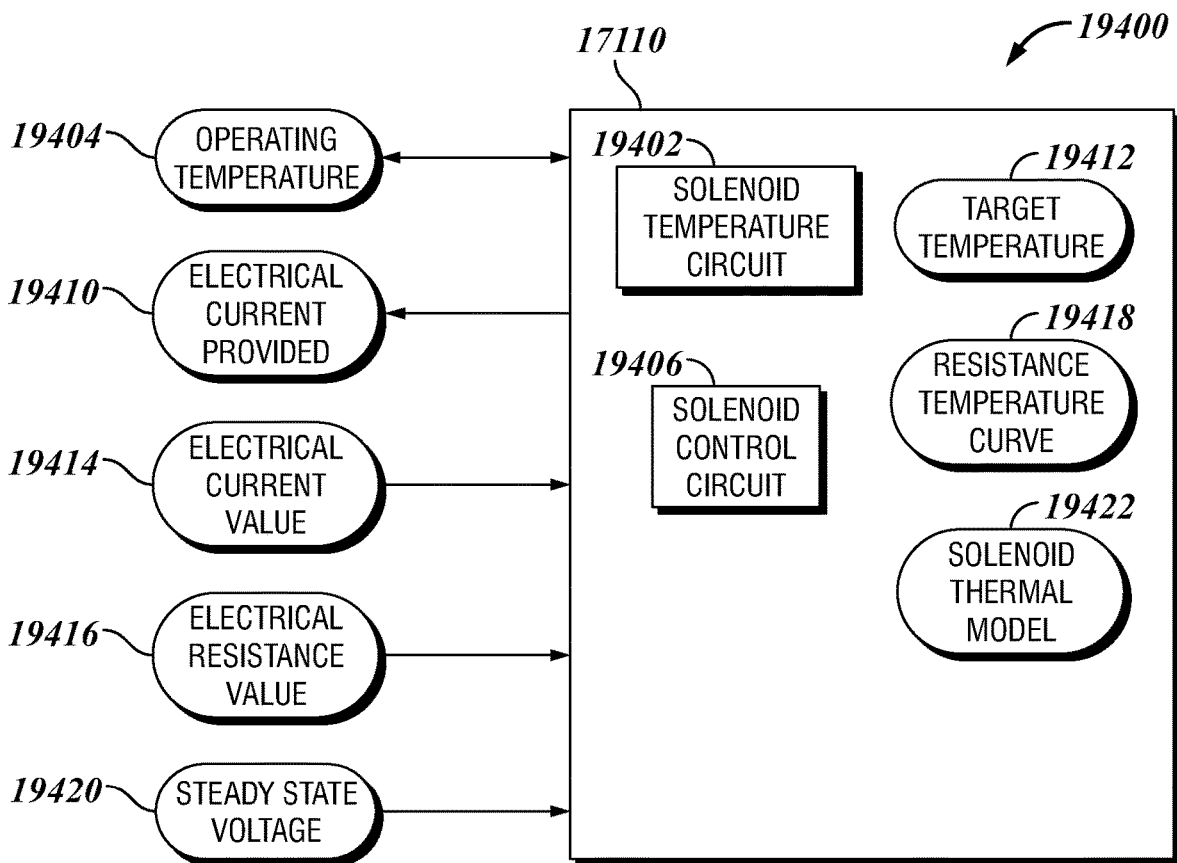 19400
17110
19404
OPERATING
TEMPERATURE
19410
ELECTRICAL
CURRENT
PROVIDED
19414
ELECTRICAL
CURRENT
VALUE
19416
ELECTRICAL
RESISTANCE
VALUE
19420
STEADY STATE
VOLTAGE
19402
SOLENOID
TEMPERATURE
CIRCUIT
19406
SOLENOID
CONTROL
CIRCUIT
19412
TARGET
TEMPERATURE
19418
RESISTANCE
TEMPERATURE
CURVE
19422
SOLENOID
THERMAL
MODEL